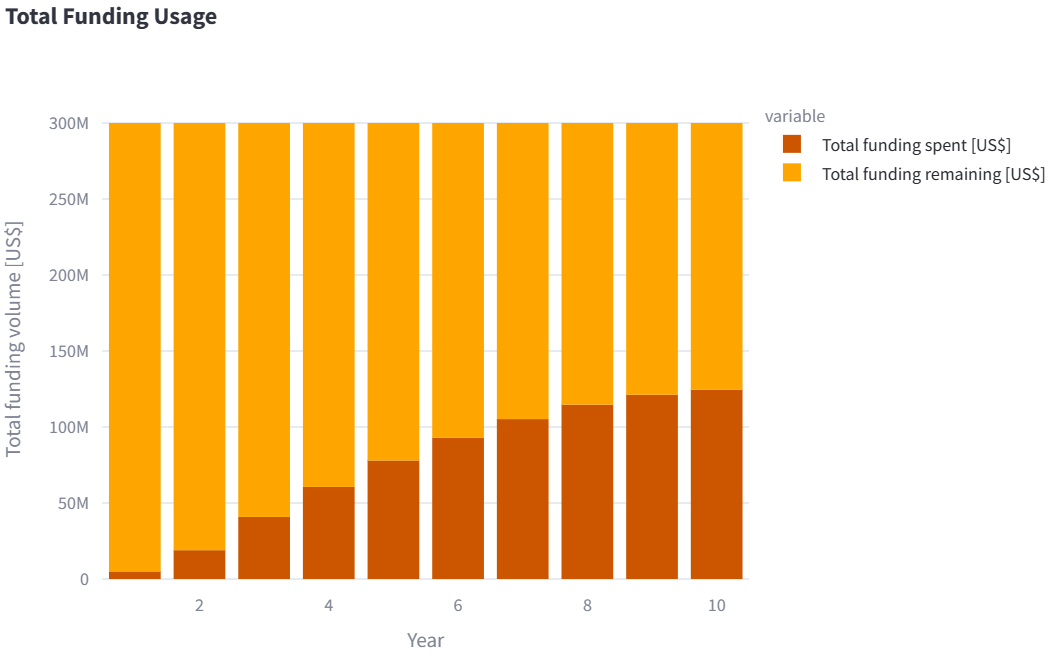 Total Funding Usage
variable
Total funding spent [US$]
Total funding remaining [US$]
Total funding volume [US$]
300M
250M
200M
150M
100M
50M
0
2
4
6
8
10
Year